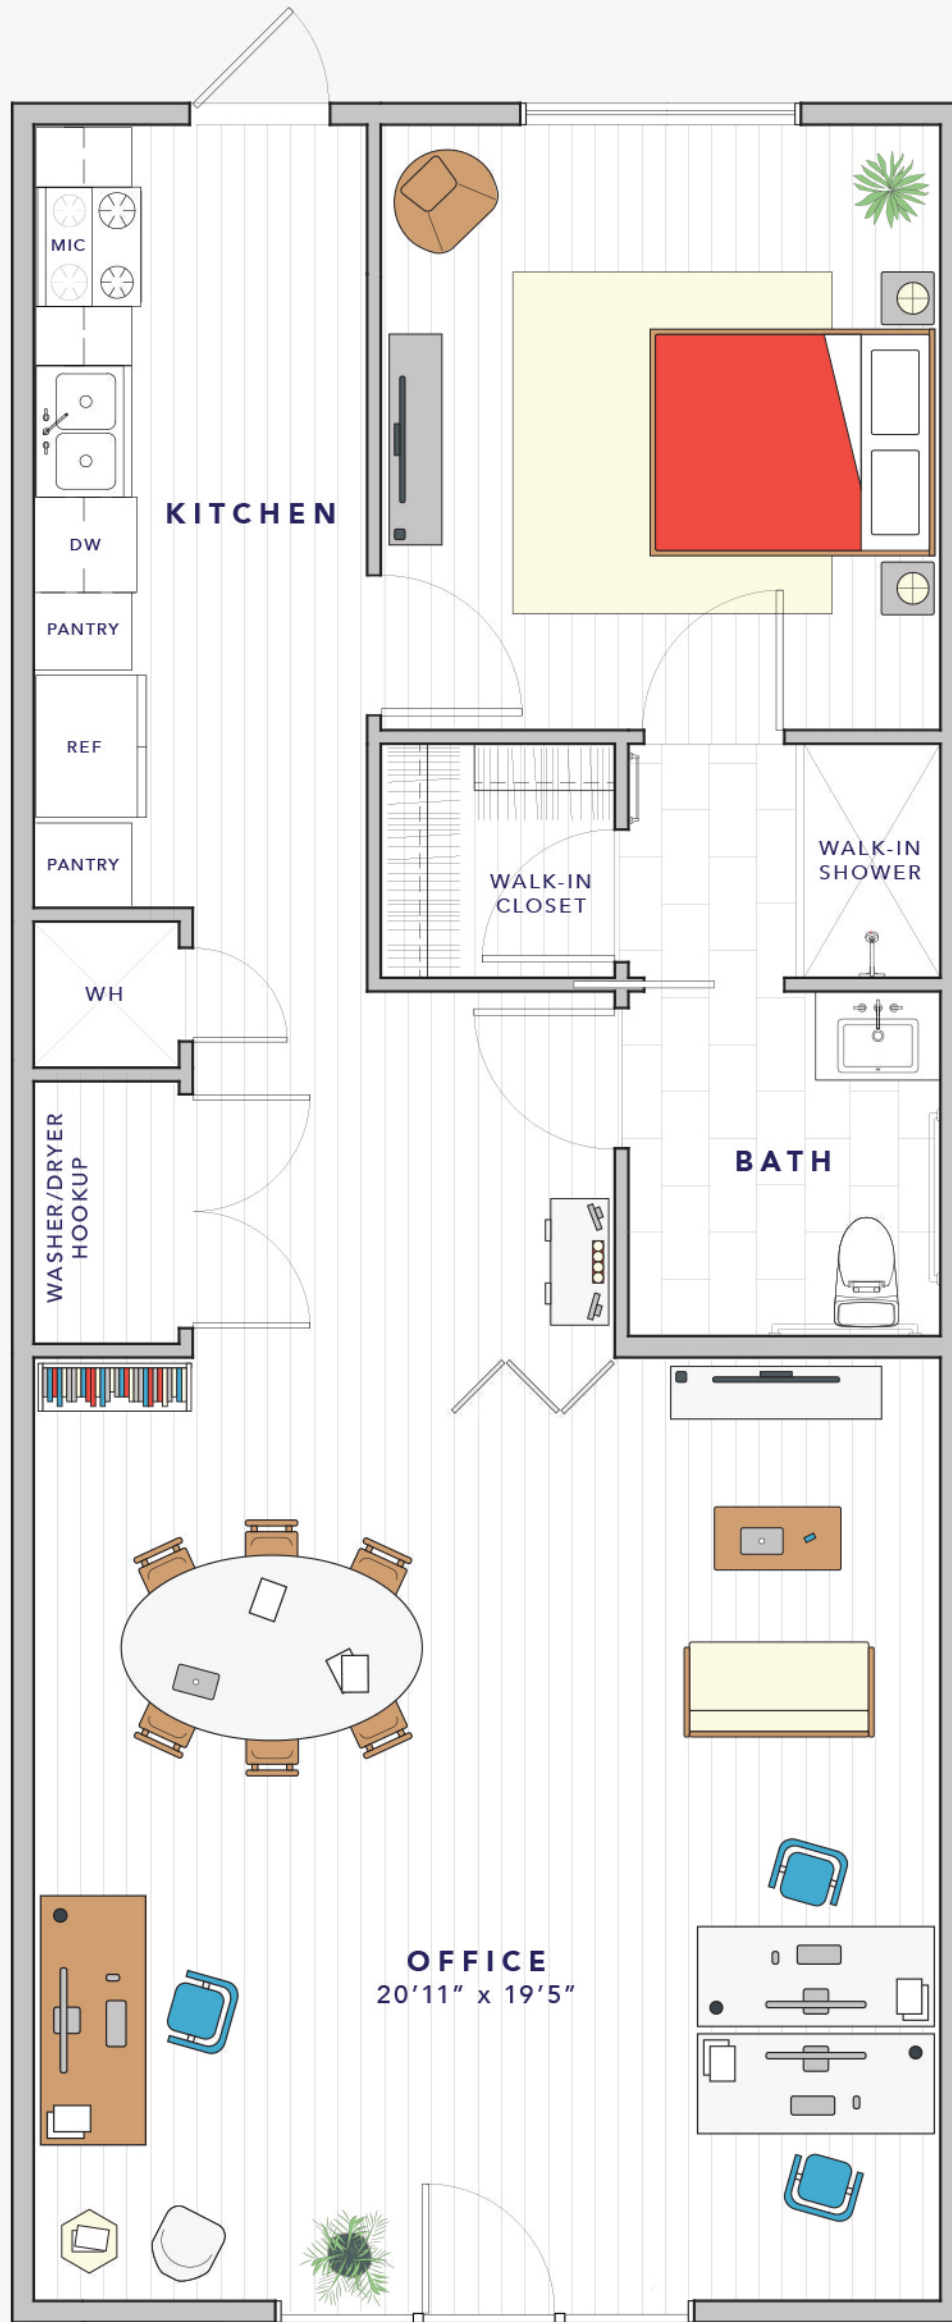 MIC
KITCHEN
DW
PANTRY
REF
PANTRY
WALK-IN
CLOSET
WALK-IN
SHOWER
WH
WASHER/DRYER
HOOKUP
BATH
OFFICE
20'11" x 19'5"